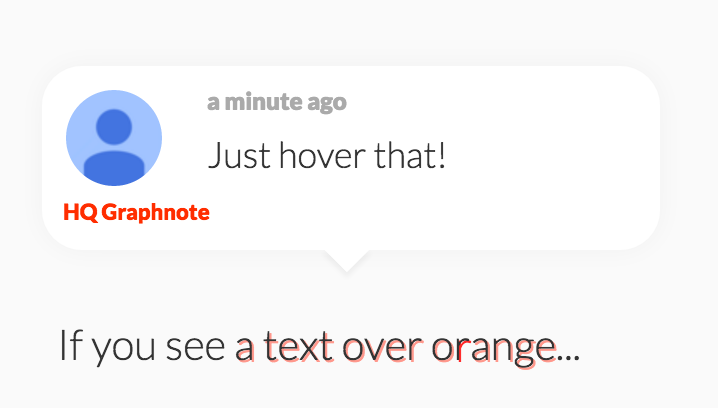 a minute ago
Just hover that!
HQ Graphnote
If you see a text over orange...